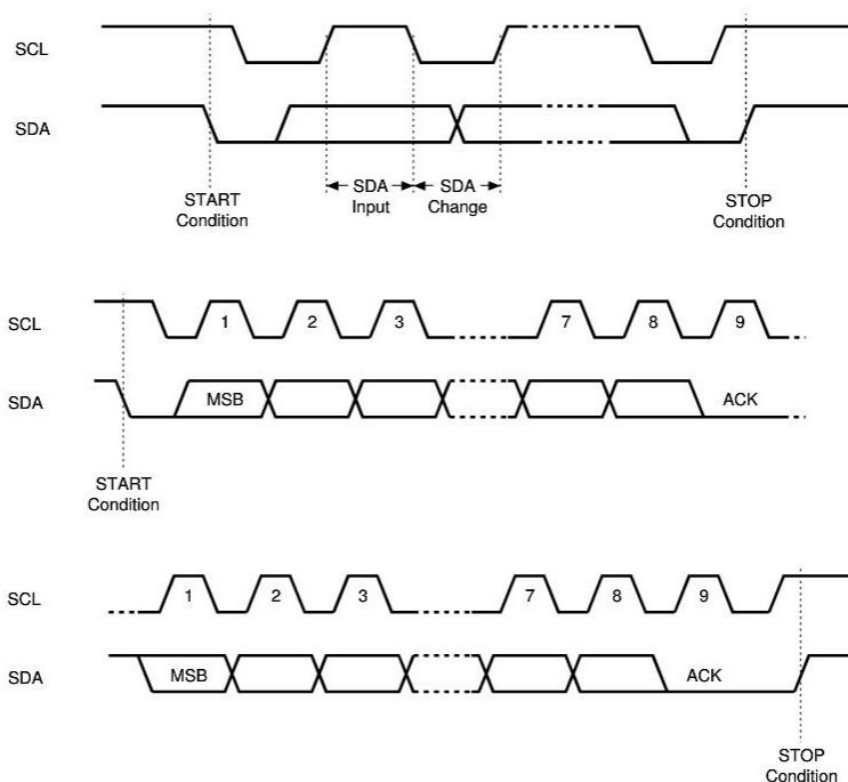 SCL
SDA
SDA
Input
SDA
Change
START
Condition
STOP
Condition
SCL
1 2 3 7 8 9
SDA
MSB ACK
START
Condition
SCL
1 2 3 7 8 9
SDA
MSB ACK
STOP
Condition